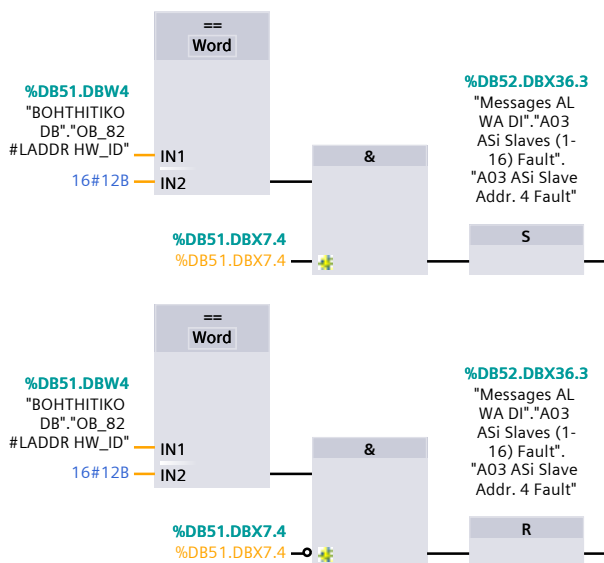 ==
Word
%DB51.DBW4
"BOHTHITIKO
DB"."OB_82
#LADDR HW_ID"
IN1
16#12B
IN2
&
%DB51.DBX7.4
%DB51.DBX7.4
%DB52.DBX36.3
"Messages AL
WA DI"."A03
ASi Slaves (1-
16) Fault".
"A03 ASi Slave
Addr. 4 Fault"
S
==
Word
%DB51.DBW4
"BOHTHITIKO
DB"."OB_82
#LADDR HW_ID"
IN1
16#12B
IN2
&
%DB51.DBX7.4
%DB51.DBX7.4
%DB52.DBX36.3
"Messages AL
WA DI"."A03
ASi Slaves (1-
16) Fault".
"A03 ASi Slave
Addr. 4 Fault"
R